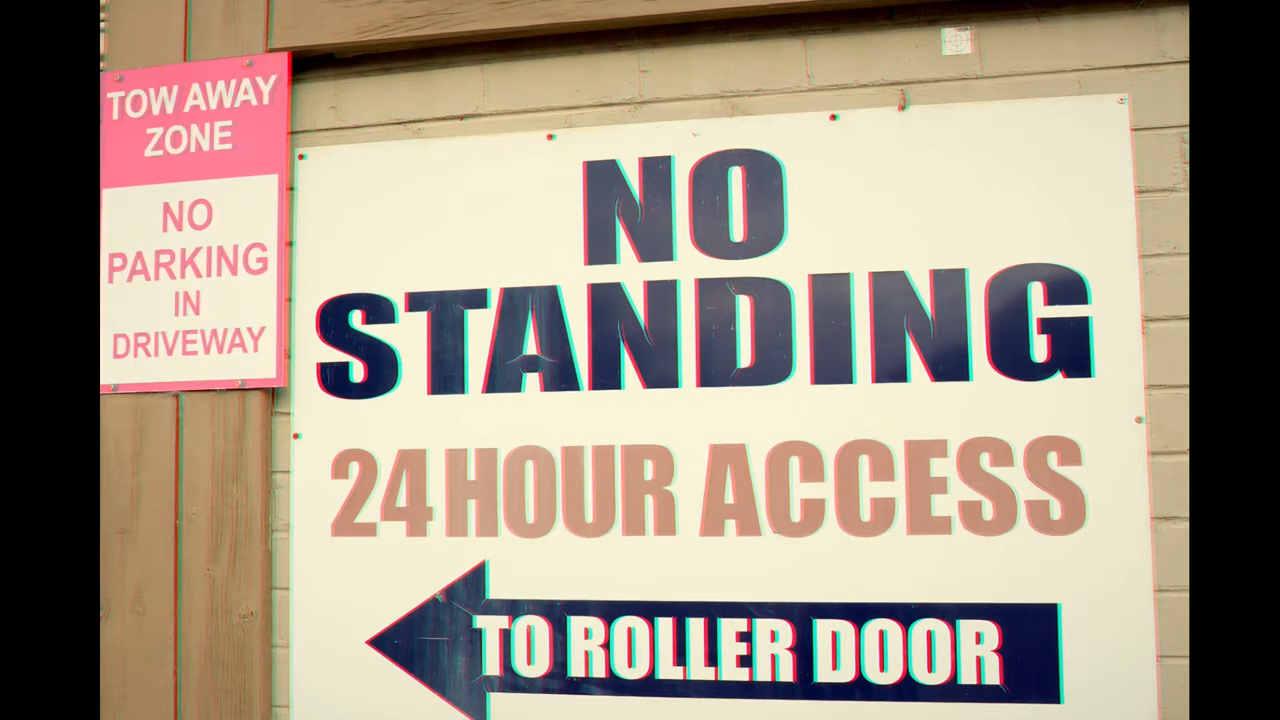 TOW AWAY
ZONE
NO
PARKING
IN
DRIVEWAY
NO
STANDING
24 HOUR ACCESS
TO ROLLER DOOR